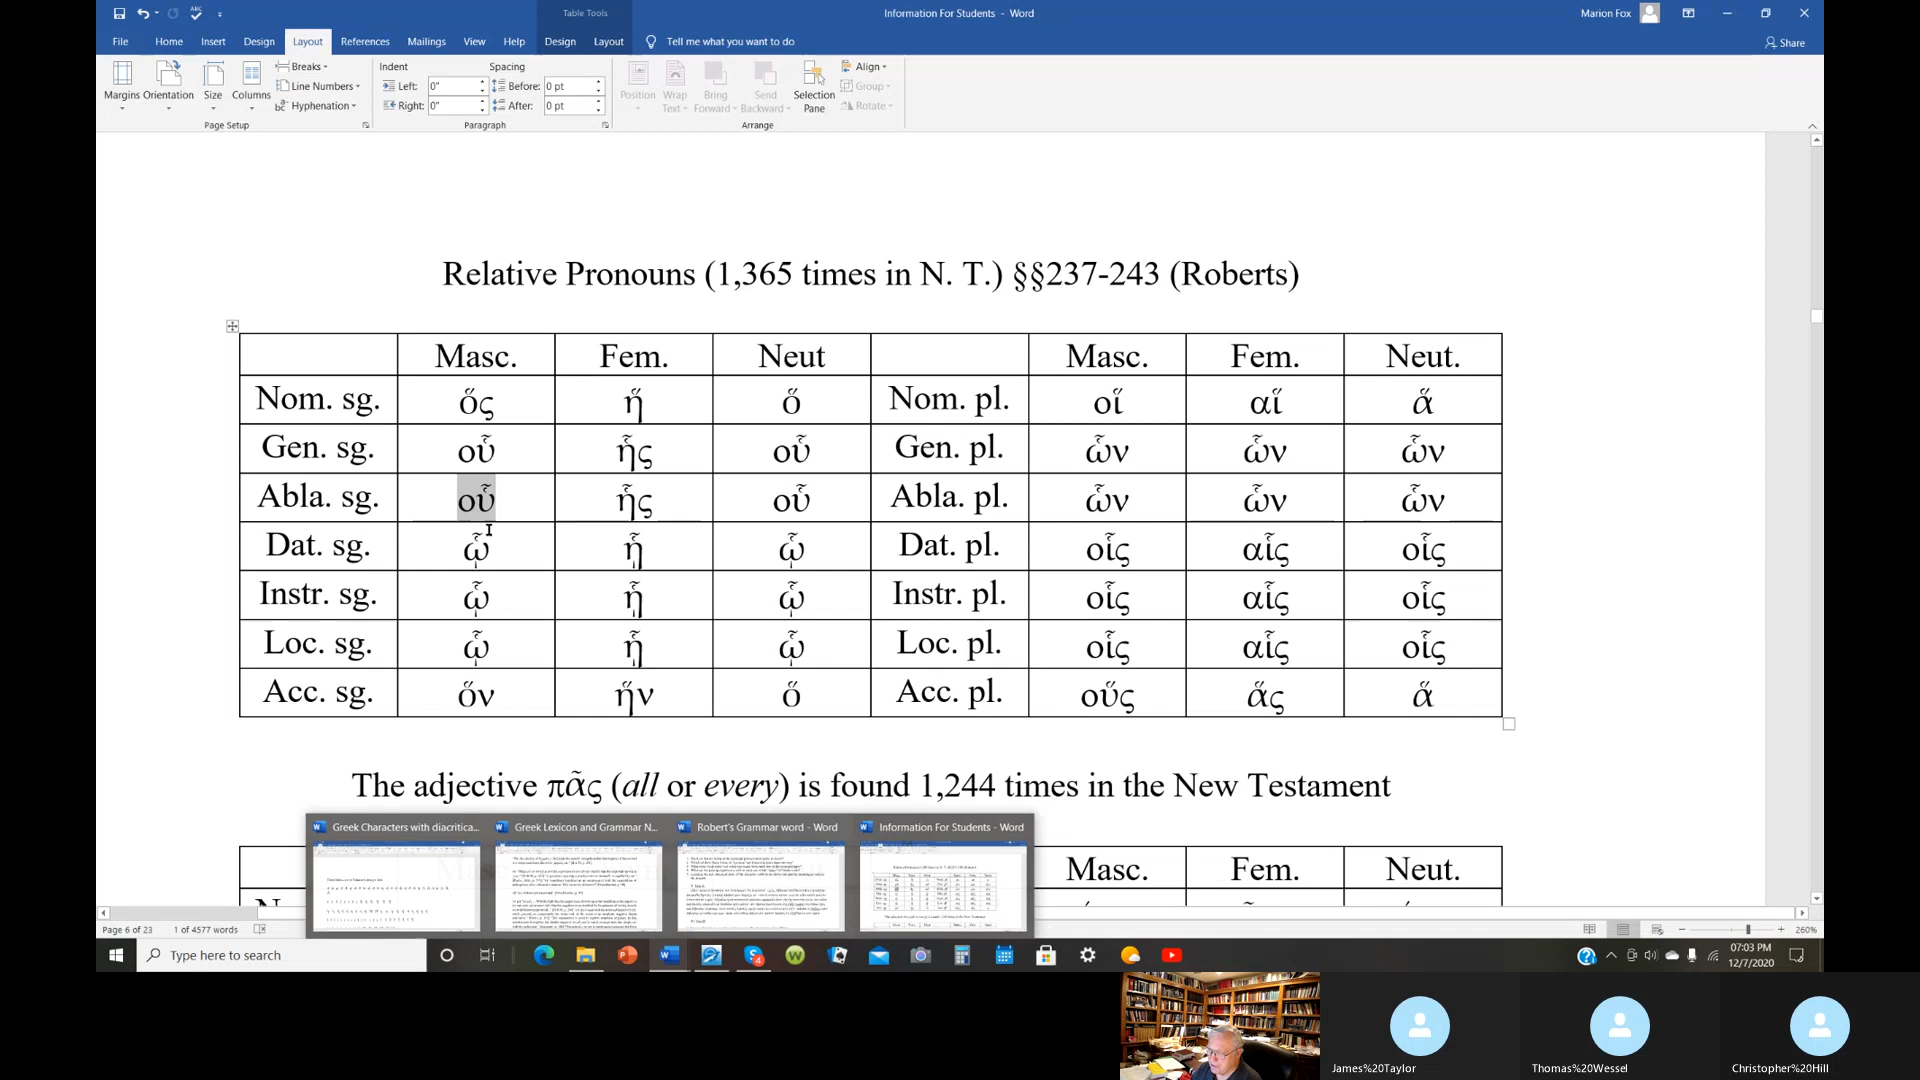 Table Tools
Information For Students - Word
Marion Fox
File Home Insert Design Layout References Mailings View Help Design Layout Tell me what you want to do
Share
Margins Orientation Size Columns
Breaks
Line Numbers
Hyphenation
Page Setup
Indent Spacing
Left: 0" Before: 0 pt
Right: 0" After: 0 pt
Paragraph
Position Wrap Text Bring Forward Send Backward Selection Pane
Align
Group
Rotate
Arrange
Relative Pronouns (1,365 times in N. T.) §§237-243 (Roberts)
Masc. Fem. Neut Masc. Fem. Neut.
Nom. sg. ὅς ἥ ὅ Nom. pl. οἵ αἵ ἅ
Gen. sg. οὗ ἧς οὗ Gen. pl. ὧν ὧν ὧν
Abla. sg. οὗ ἧς οὗ Abla. pl. ὧν ὧν ὧν
Dat. sg. ᾧ ᾗ ᾧ Dat. pl. οἷς αἷς οἷς
Instr. sg. ᾧ ᾗ ᾧ Instr. pl. οἷς αἷς οἷς
Loc. sg. ᾧ ᾗ ᾧ Loc. pl. οἷς αἷς οἷς
Acc. sg. ὅν ἥν ὅ Acc. pl. οὕς ἅς ἅ
The adjective πᾶς (all or every) is found 1,244 times in the New Testament
Greek Characters with diacritica... Greek Lexicon and Grammar N... Robert's Grammar word - Word Information For Students - Word
Masc. Fem. Neut.
Page 6 of 23 1 of 4577 words 260%
Type here to search
07:03 PM
12/7/2020
James%20Taylor Thomas%20Wessel Christopher%20Hill